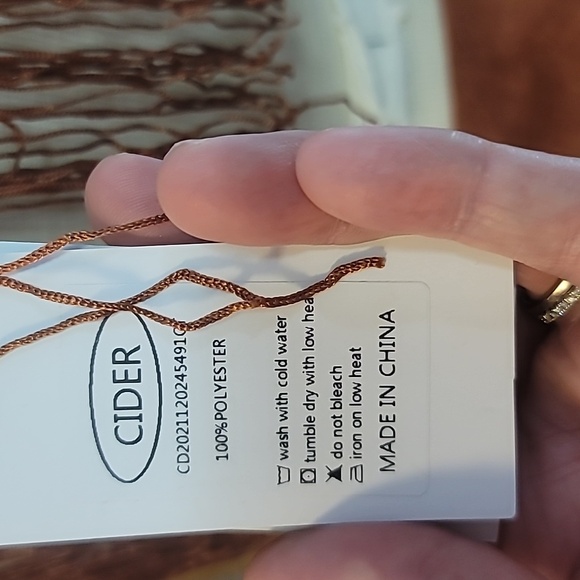 CIDER
CD20211202454910
100%POLYESTER
wash with cold water
tumble dry with low heat
do not bleach
iron on low heat
MADE IN CHINA